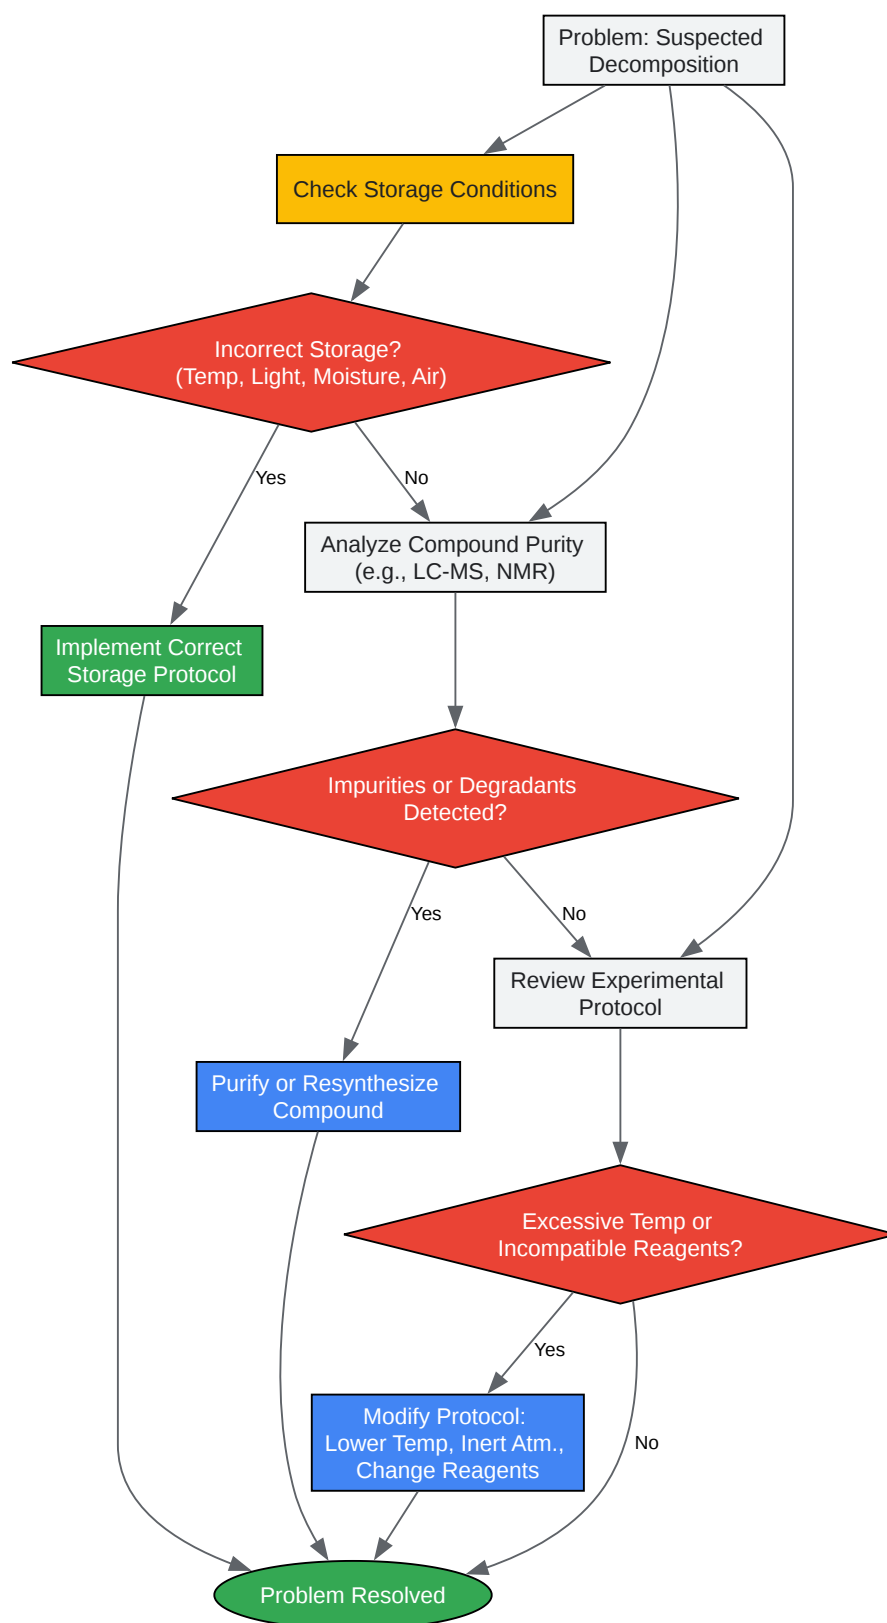 Problem: Suspected
Decomposition
Check Storage Conditions
Incorrect Storage?
(Temp, Light, Moisture, Air)
Yes
No
Analyze Compound Purity
(e.g., LC-MS, NMR)
Implement Correct
Storage Protocol
Impurities or Degradants
Detected?
Yes
No
Review Experimental
Protocol
Purify or Resynthesize
Compound
Excessive Temp or
Incompatible Reagents?
Yes
Modify Protocol:
Lower Temp, Inert Atm.,
Change Reagents
No
Problem Resolved